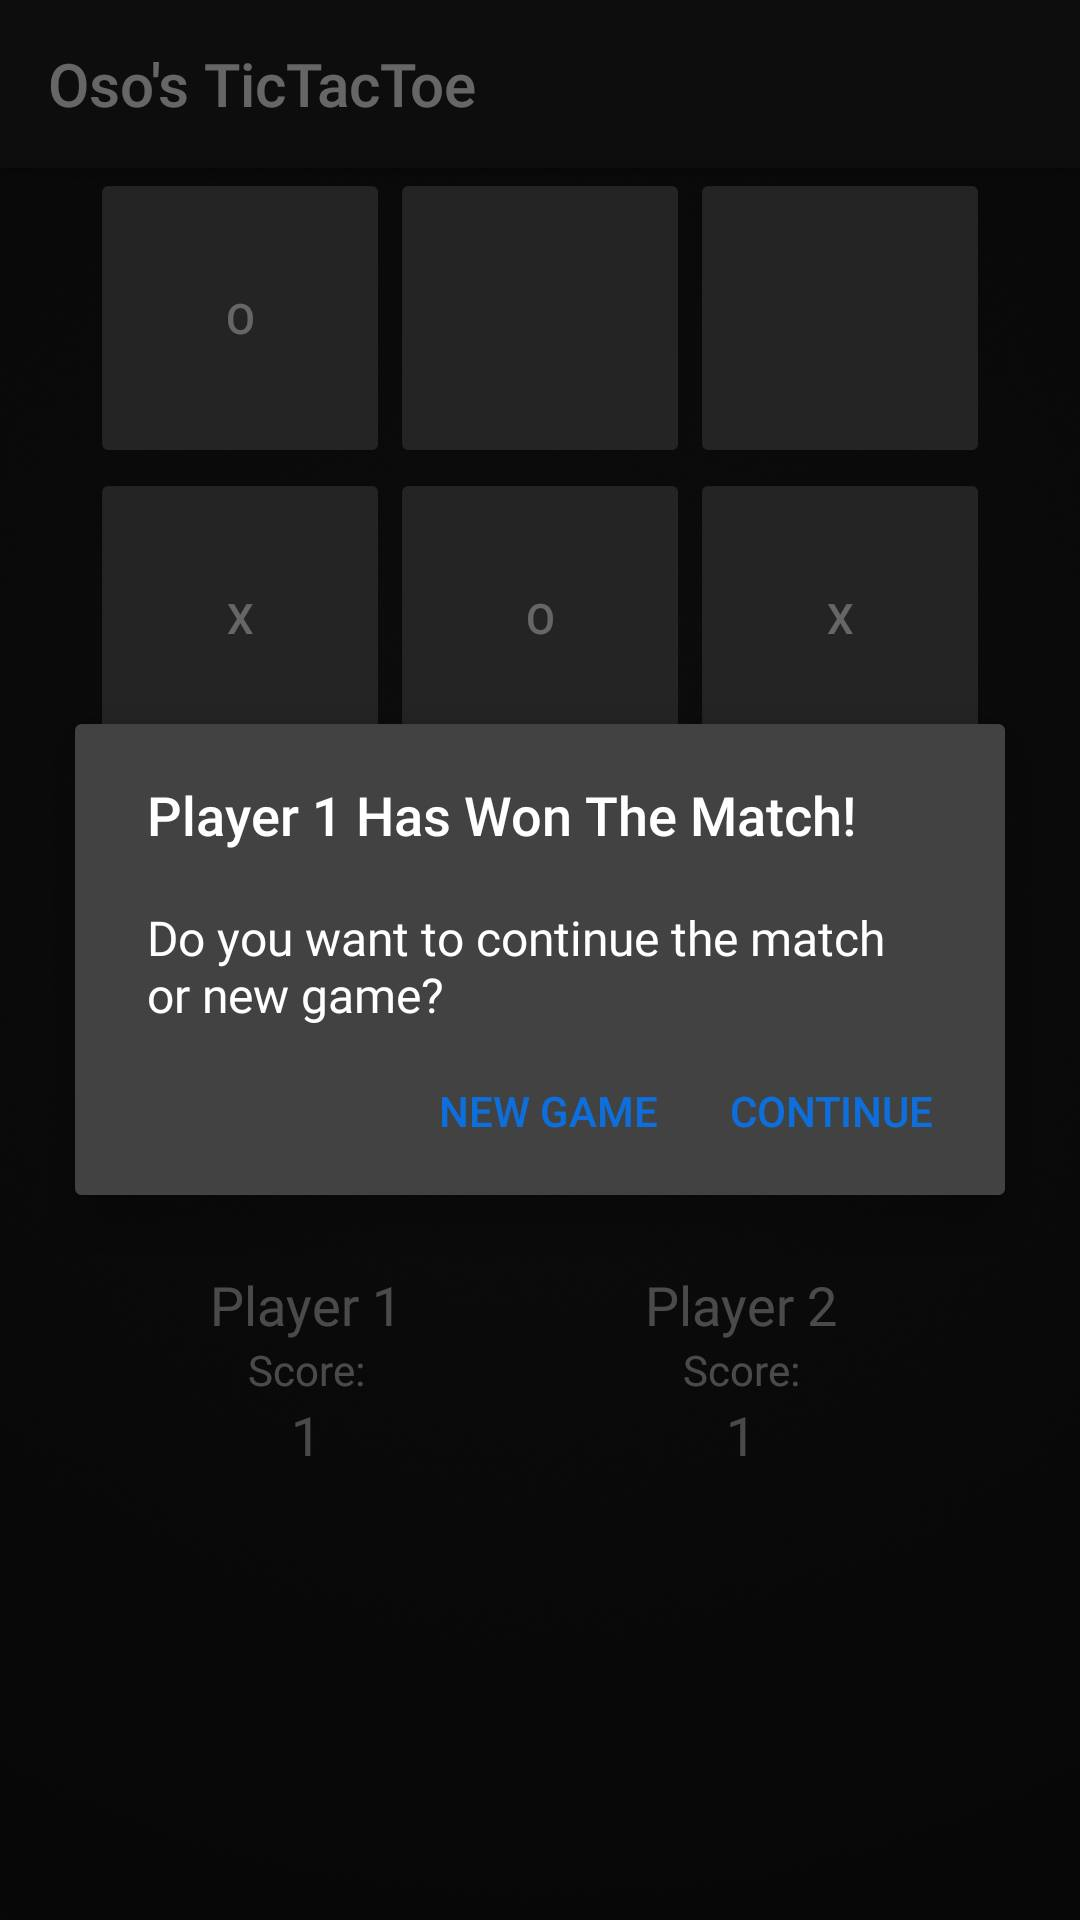 Oso's TicTacToe
O
X O X
Player 1 Has Won The Match!
Do you want to continue the match
or new game?
NEW GAME CONTINUE
Player 1 Player 2
Score: Score:
1 1